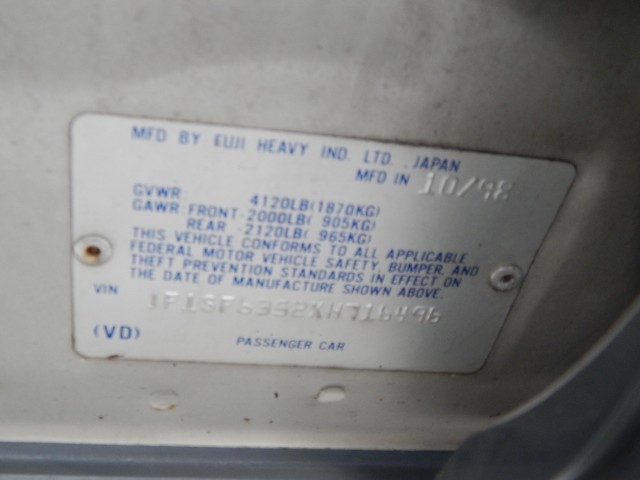 MFD BY FUJI HEAVY IND. LTD. JAPAN
MFD IN 10/98
GVWR 4120LB(1870KG)
GAWR: FRONT-2000LB( 905KG)
REAR -2120LB( 965KG)
THIS VEHICLE CONFORMS TO ALL APPLICABLE
FEDERAL MOTOR VEHICLE SAFETY, BUMPER, AND
THEFT PREVENTION STANDARDS IN EFFECT ON
THE DATE OF MANUFACTURE SHOWN ABOVE.
VIN
(VD) PASSENGER CAR